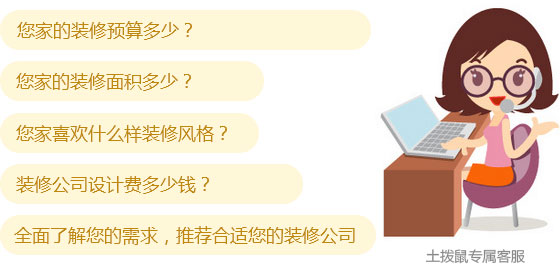 您家的装修预算多少？
您家的装修面积多少？
您家喜欢什么样装修风格？
装修公司设计费多少钱？
全面了解您的需求，推荐合适您的装修公司
土拨鼠专属客服